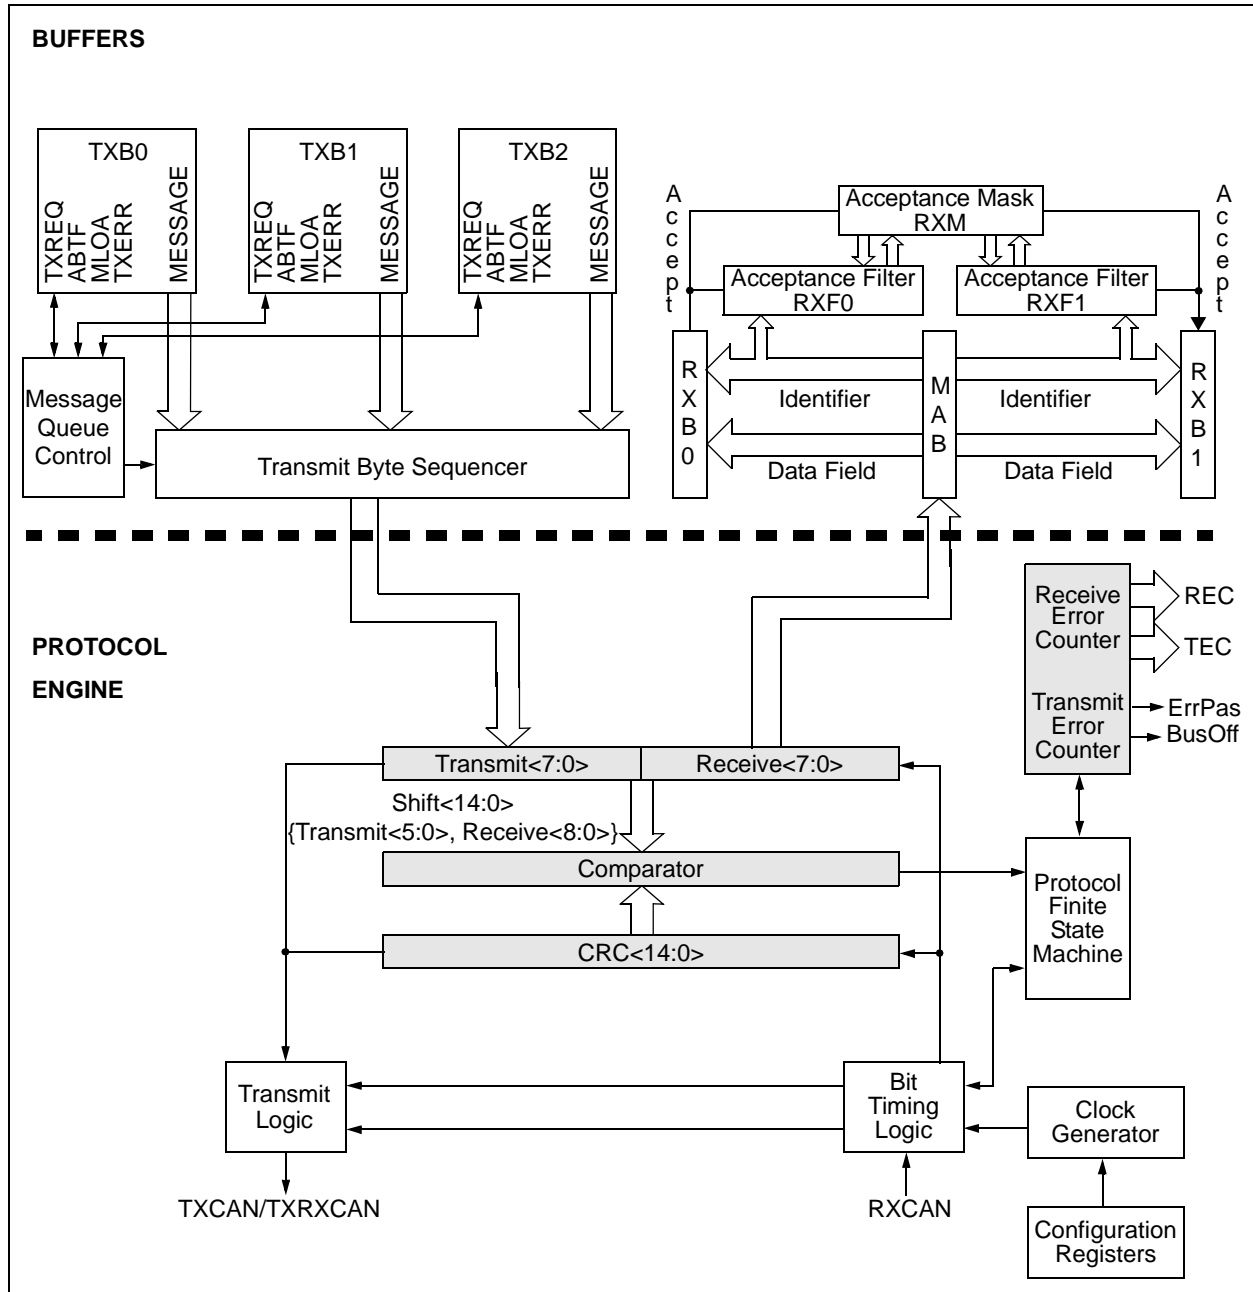 BUFFERS
TXB0
TXREQ
ABTF
MLOA
TXERR
MESSAGE
TXB1
TXREQ
ABTF
MLOA
TXERR
MESSAGE
TXB2
TXREQ
ABTF
MLOA
TXERR
MESSAGE
Message
Queue
Control
Transmit Byte Sequencer
Accept
Acceptance Mask
RXM
Accept
Acceptance Filter
RXF0
Acceptance Filter
RXF1
RXB0
Identifier
Data Field
MAB
Identifier
Data Field
RXB1
PROTOCOL
ENGINE
Receive
Error
Counter
REC
TEC
Transmit
Error
Counter
ErrPas
BusOff
Transmit<7:0>
Receive<7:0>
Shift<14:0>
{Transmit<5:0>, Receive<8:0>}
Comparator
CRC<14:0>
Protocol
Finite
State
Machine
Transmit
Logic
Bit
Timing
Logic
Clock
Generator
TXCAN/TXRXCAN
RXCAN
Configuration
Registers